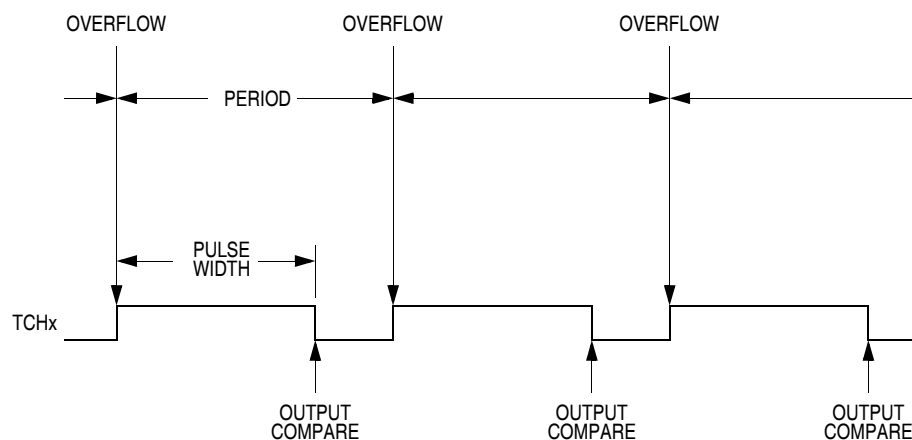 OVERFLOW
OVERFLOW
OVERFLOW
PERIOD
PULSE
WIDTH
TCHx
OUTPUT
COMPARE
OUTPUT
COMPARE
OUTPUT
COMPARE